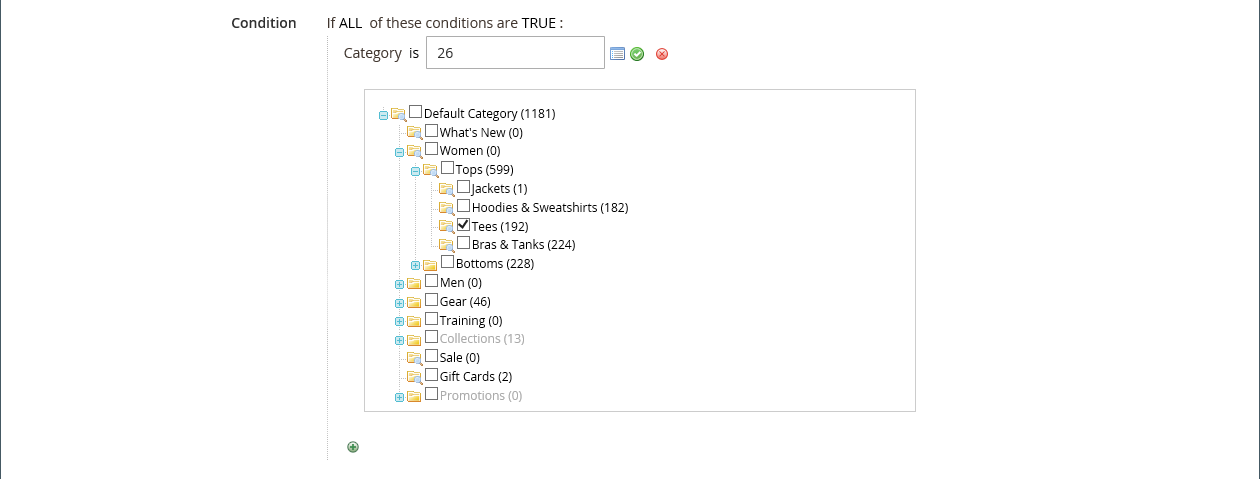 Condition If ALL of these conditions are TRUE :
Category is 26
Default Category (1181)
What's New (0)
Women (0)
Tops (599)
Jackets (1)
Hoodies & Sweatshirts (182)
Tees (192)
Bras & Tanks (224)
Bottoms (228)
Men (0)
Gear (46)
Training (0)
Collections (13)
Sale (0)
Gift Cards (2)
Promotions (0)